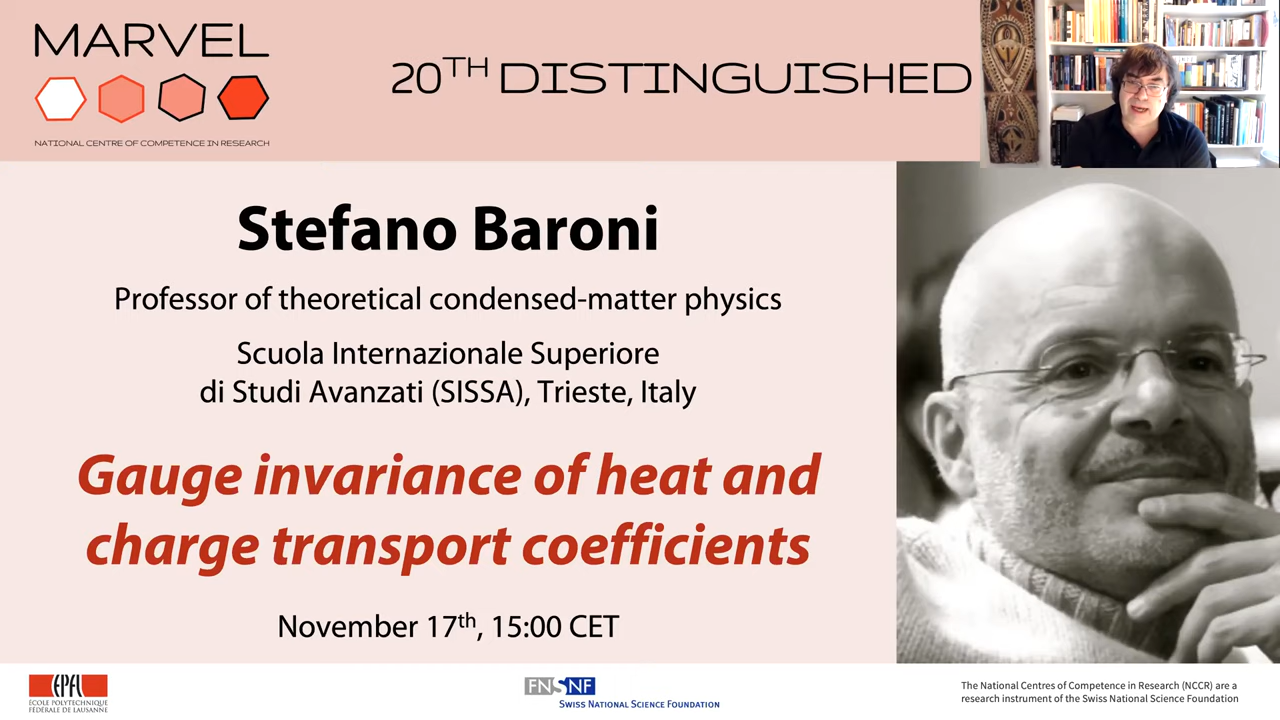 MARVEL
NATIONAL CENTRE OF COMPETENCE IN RESEARCH
20TH DISTINGUISHED
Stefano Baroni
Professor of theoretical condensed-matter physics
Scuola Internazionale Superiore
di Studi Avanzati (SISSA), Trieste, Italy
Gauge invariance of heat and
charge transport coefficients
November 17th, 15:00 CET
EPFL
ÉCOLE POLYTECHNIQUE
FÉDÉRALE DE LAUSANNE
FNSNF
SWISS NATIONAL SCIENCE FOUNDATION
The National Centres of Competence in Research (NCCR) are a
research instrument of the Swiss National Science Foundation